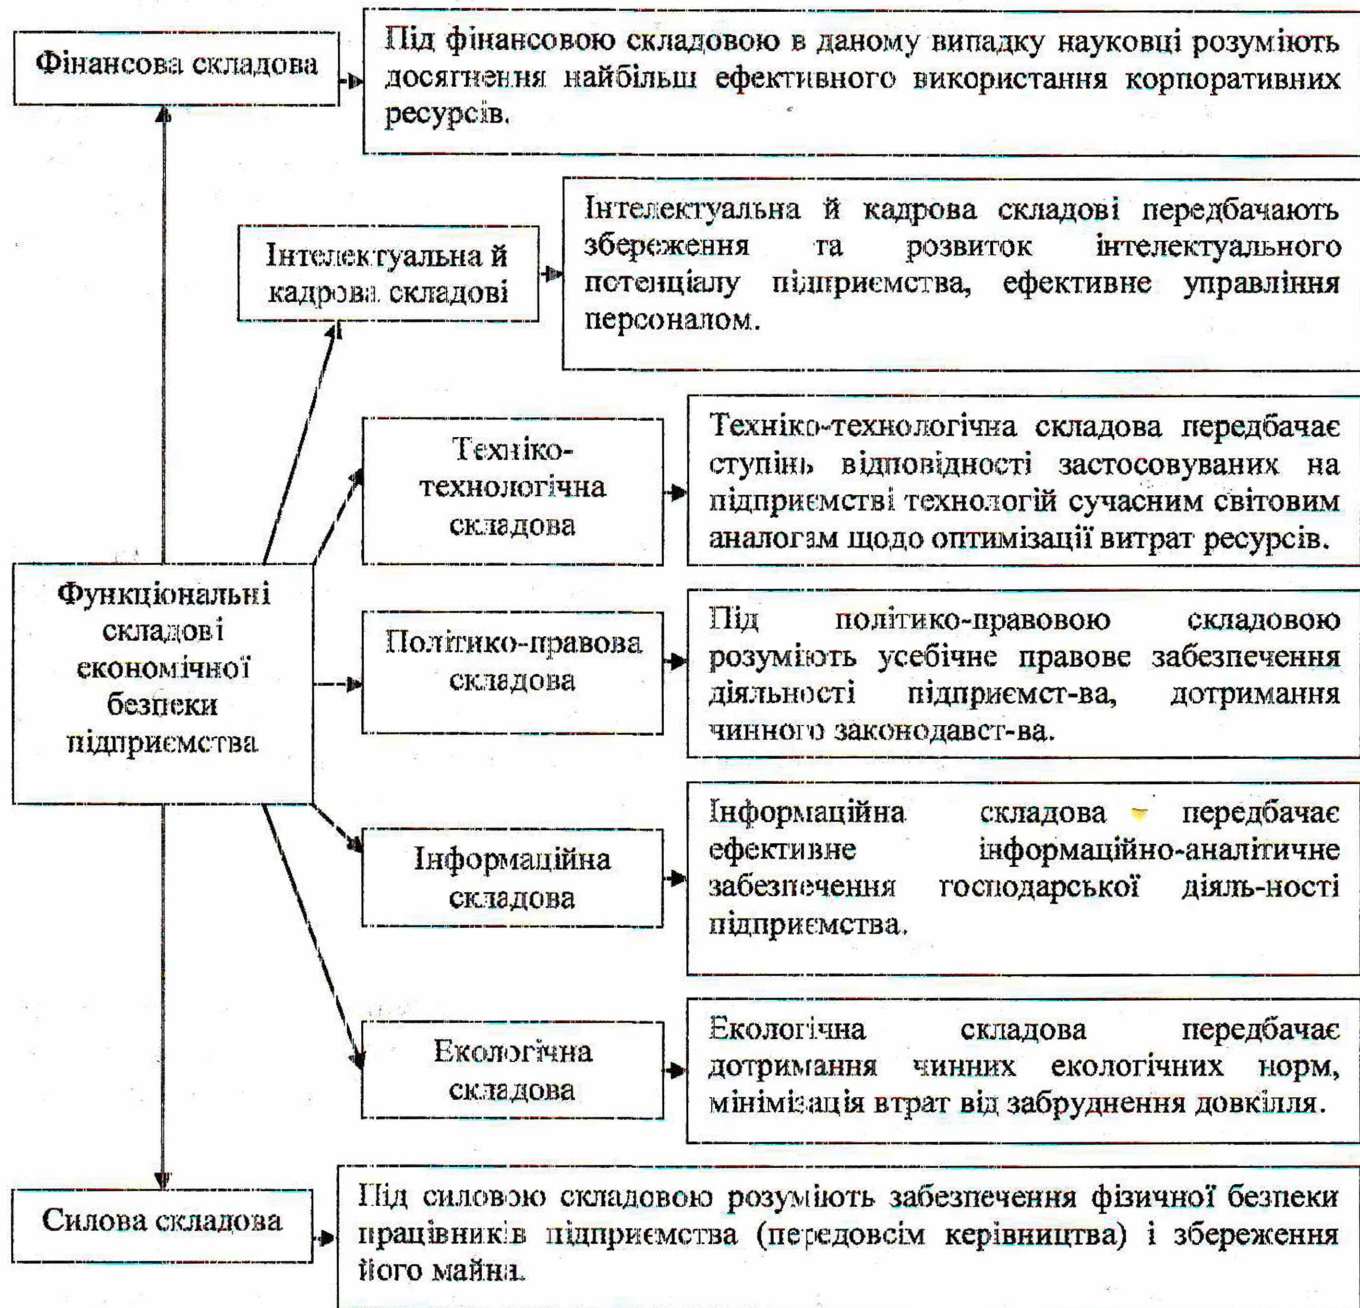 Фінансова складова
Під фінансовою складовою в даному випадку науковці розуміють
досягнення найбільш ефективного використання корпоративних
ресурсів.
Інтелектуальна й
кадрова складові
Інтелектуальна й кадрова складові передбачають
збереження та розвиток інтелектуального
потенціалу підприємства, ефективне управління
персоналом.
Техніко-
технологічна
складова
Техніко-технологічна складова передбачає
ступінь відповідності застосовуваних на
підприємстві технологій сучасним світовим
аналогам щодо оптимізації витрат ресурсів.
Функціональні
складові
економічної
безпеки
підприємства
Політико-правова
складова
Під політико-правовою складовою
розуміють усебічне правове забезпечення
діяльності підприємст-ва, дотримання
чинного законодавст-ва.
Інформаційна
складова
Інформаційна складова - передбачає
ефективне інформаційно-аналітичне
забезпечення господарської діяль-ності
підприємства.
Екологічна
складова
Екологічна складова передбачає
дотримання чинних екологічних норм,
мінімізація втрат від забруднення довкілля.
Силова складова
Під силовою складовою розуміють забезпечення фізичної безпеки
працівників підприємства (передовсім керівництва) і збереження
його майна.